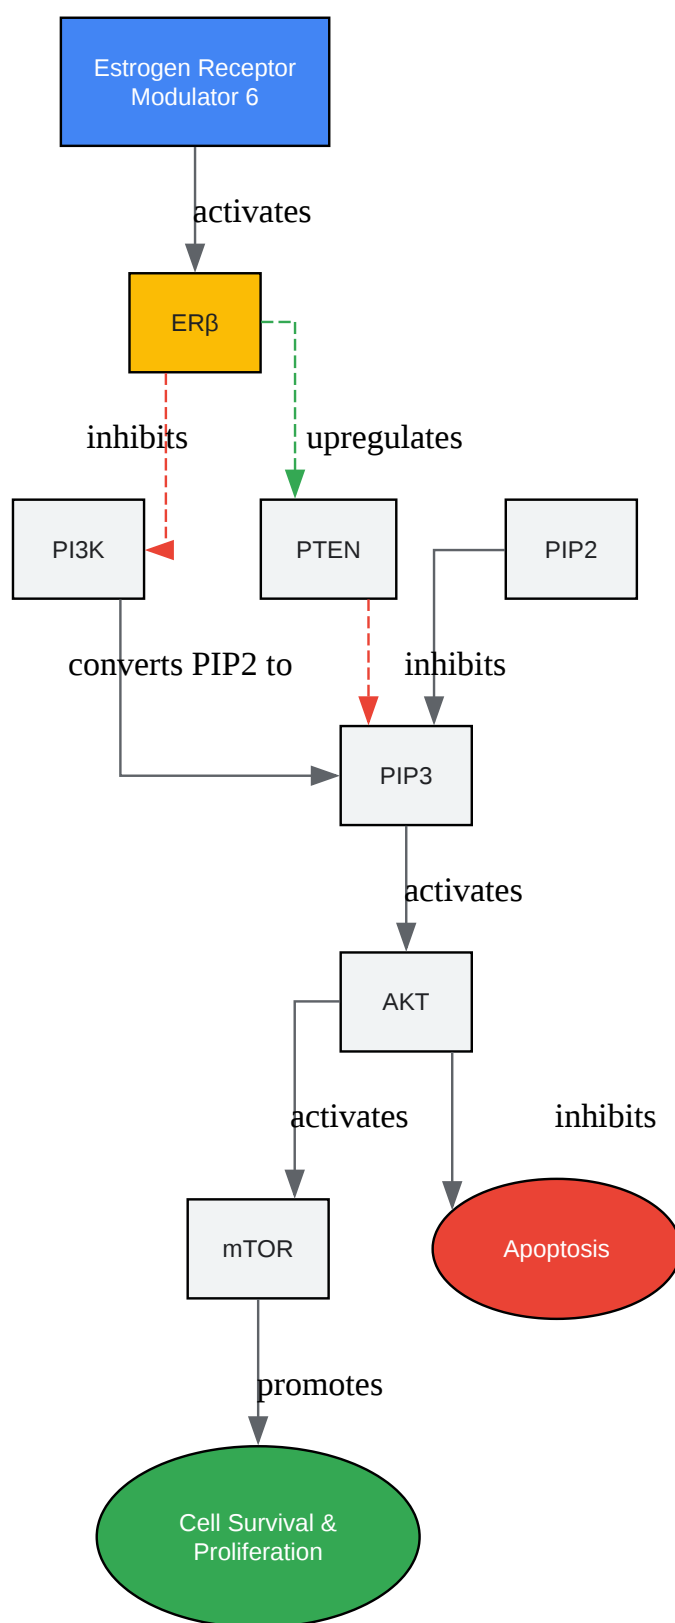 Estrogen Receptor
Modulator 6
activates
ERβ
inhibits
upregulates
PI3K
PTEN
PIP2
converts PIP2 to
inhibits
PIP3
activates
AKT
activates
inhibits
mTOR
Apoptosis
promotes
Cell Survival &
Proliferation